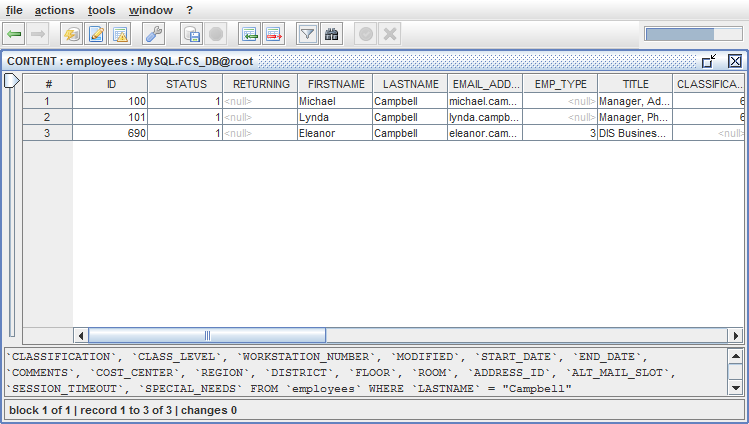 file actions tools window ?
CONTENT : employees : MySQL.FCS_DB@root
# ID STATUS RETURNING FIRSTNAME LASTNAME EMAIL_ADD... EMP_TYPE TITLE CLASSIFICA...
1 100 1 <null> Michael Campbell michael.cam... <null> Manager, Ad... 6
2 101 1 <null> Lynda Campbell lynda.campb... <null> Manager, Ph... 6
3 690 1 <null> Eleanor Campbell eleanor.cam... 3 DIS Busines... <null>
`CLASSIFICATION`, `CLASS_LEVEL`, `WORKSTATION_NUMBER`, `MODIFIED`, `START_DATE`, `END_DATE`,
`COMMENTS`, `COST_CENTER`, `REGION`, `DISTRICT`, `FLOOR`, `ROOM`, `ADDRESS_ID`, `ALT_MAIL_SLOT`,
`SESSION_TIMEOUT`, `SPECIAL_NEEDS` FROM `employees` WHERE `LASTNAME` = "Campbell"
block 1 of 1 | record 1 to 3 of 3 | changes 0